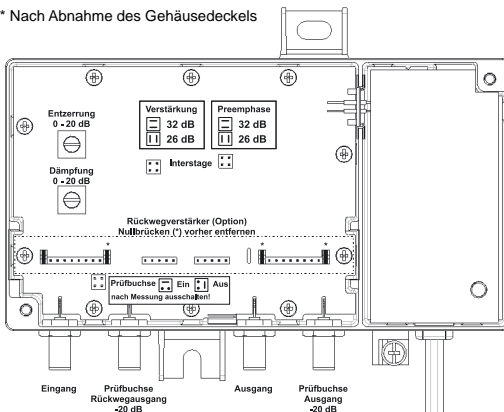 * Nach Abnahme des Gehäusedeckels
Entzerrung
0 - 20 dB
Dämpfung
0 - 20 dB
Verstärkung
32 dB
26 dB
Preemphase
32 dB
26 dB
Interstage
Rückwegverstärker (Option)
Nullbrücken (*) vorher entfernen
* *
Prüfbuchse Ein Aus
nach Messung ausschalten!
Eingang
Prüfbuchse
Rückwegausgang
-20 dB
Ausgang
Prüfbuchse
Ausgang
-20 dB